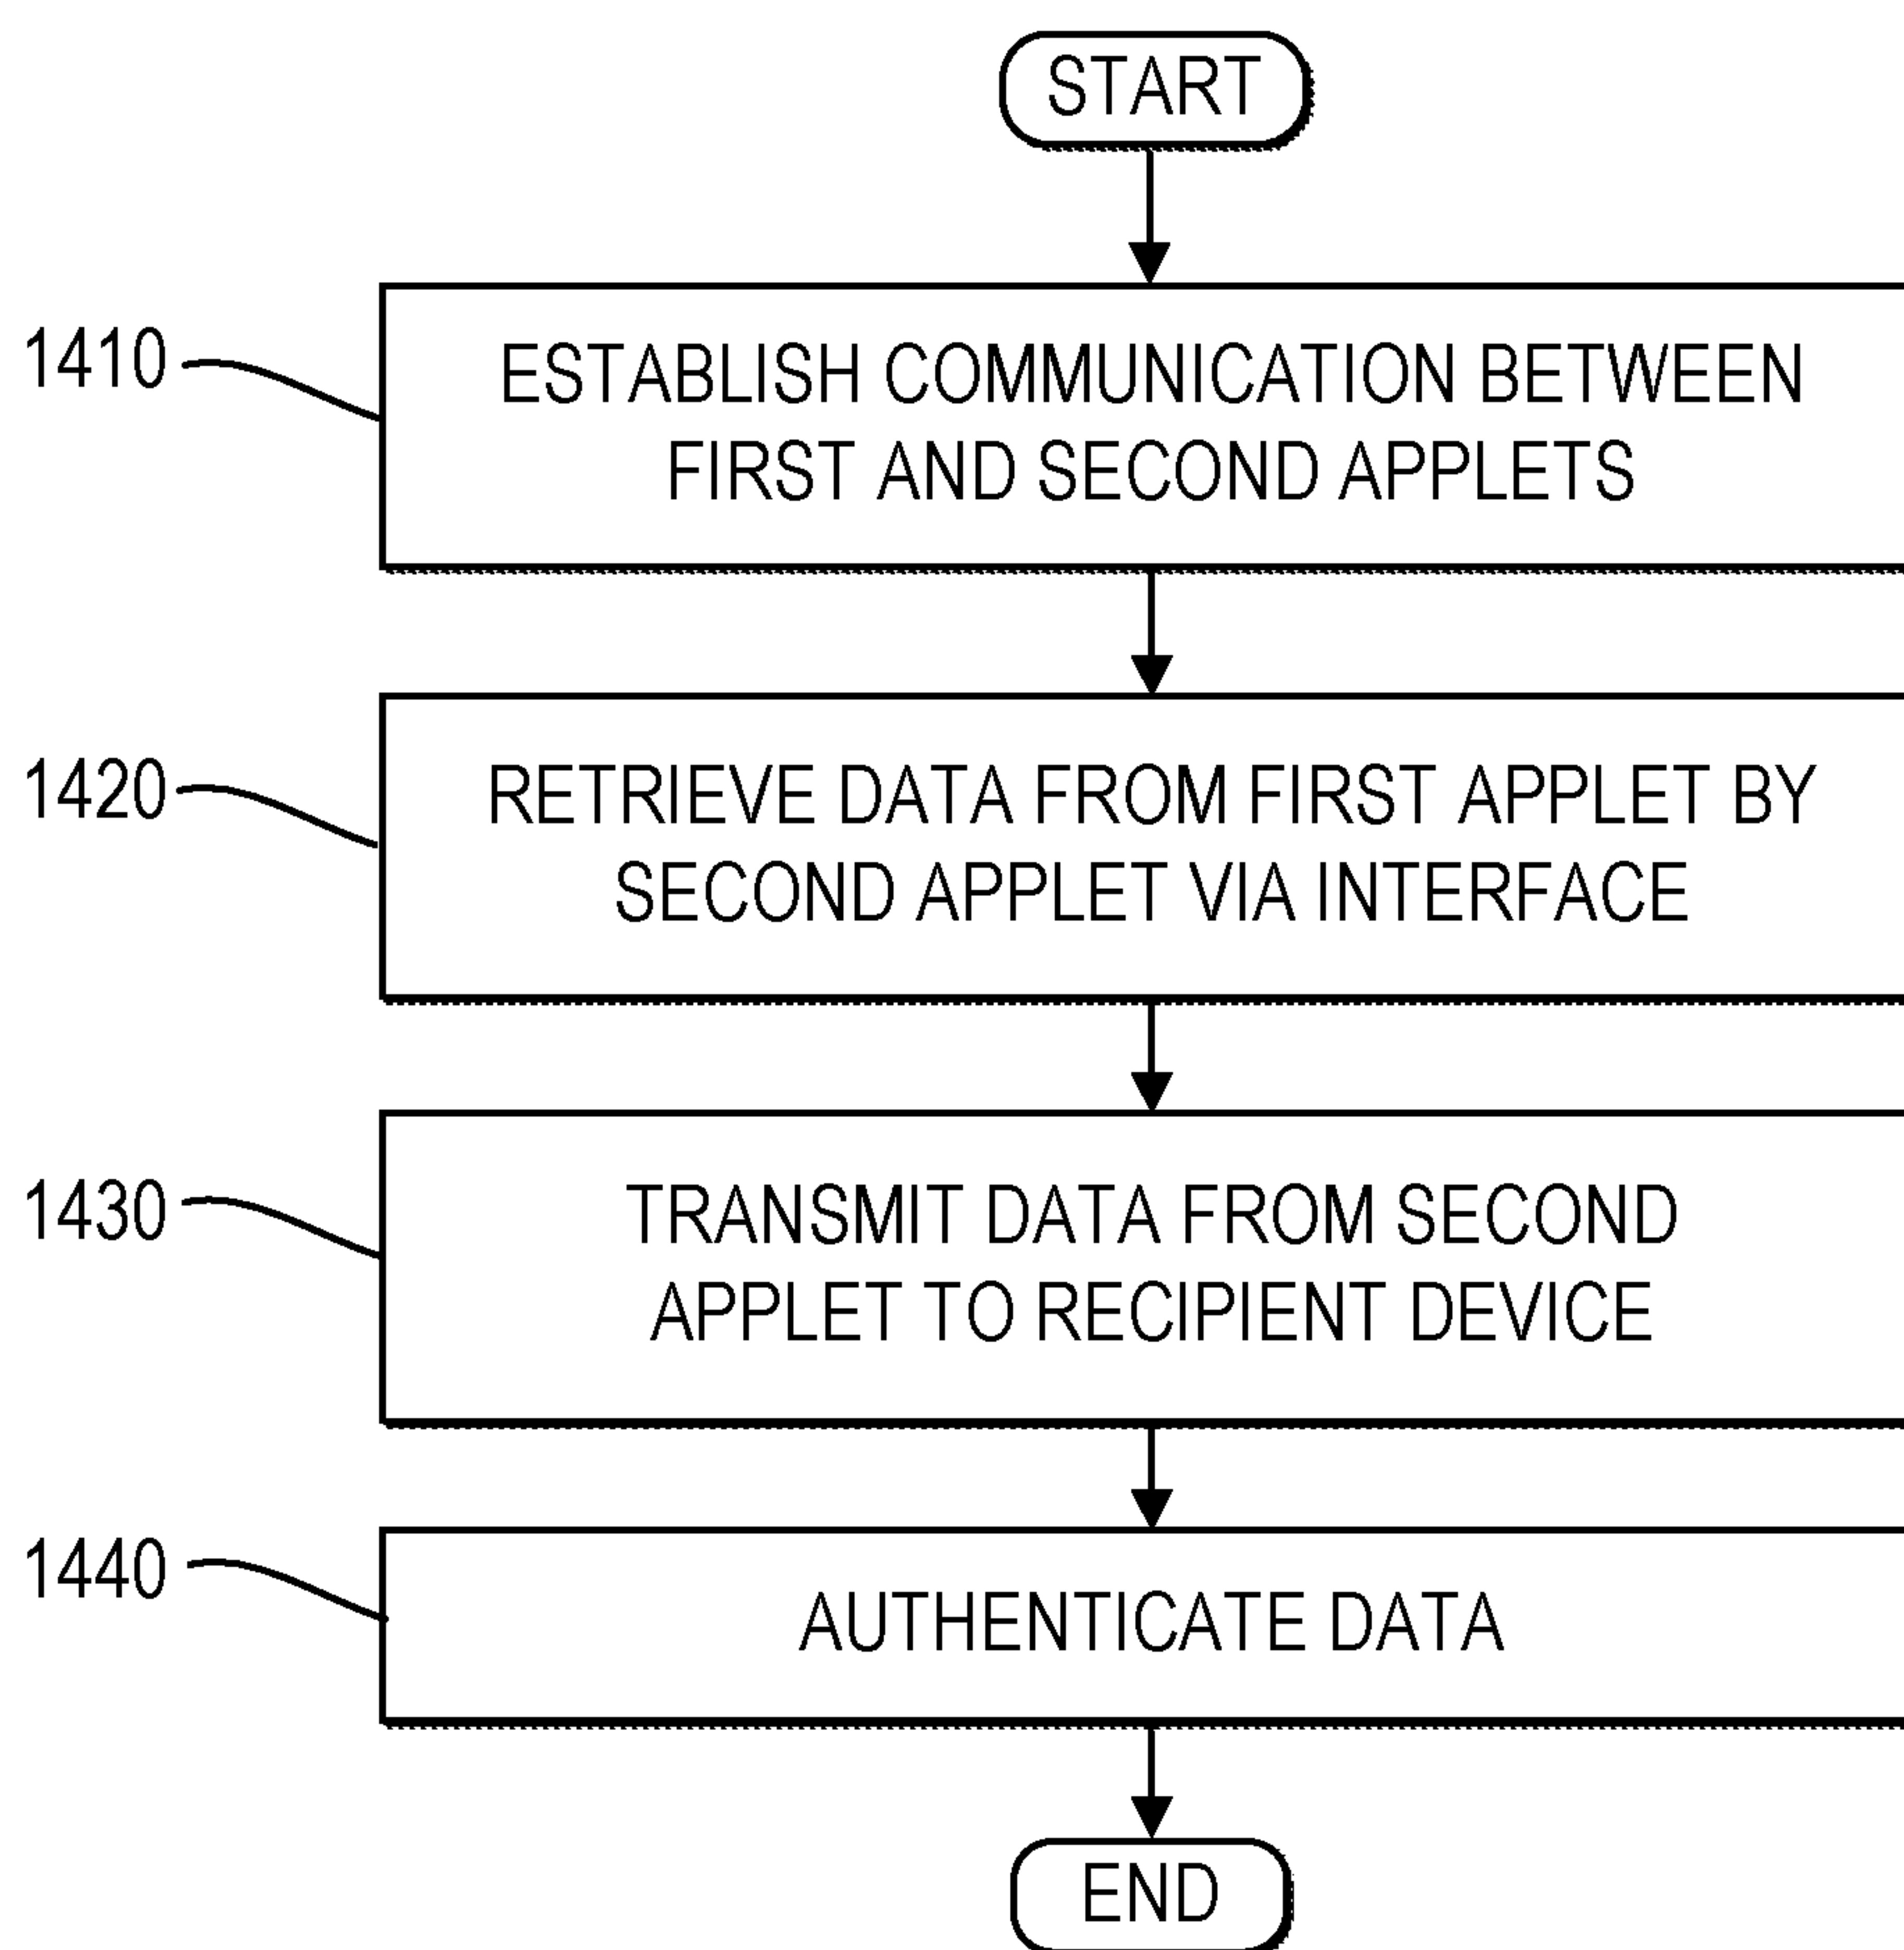 START
1410
ESTABLISH COMMUNICATION BETWEEN
FIRST AND SECOND APPLETS
1420
RETRIEVE DATA FROM FIRST APPLET BY
SECOND APPLET VIA INTERFACE
1430
TRANSMIT DATA FROM SECOND
APPLET TO RECIPIENT DEVICE
1440
AUTHENTICATE DATA
END